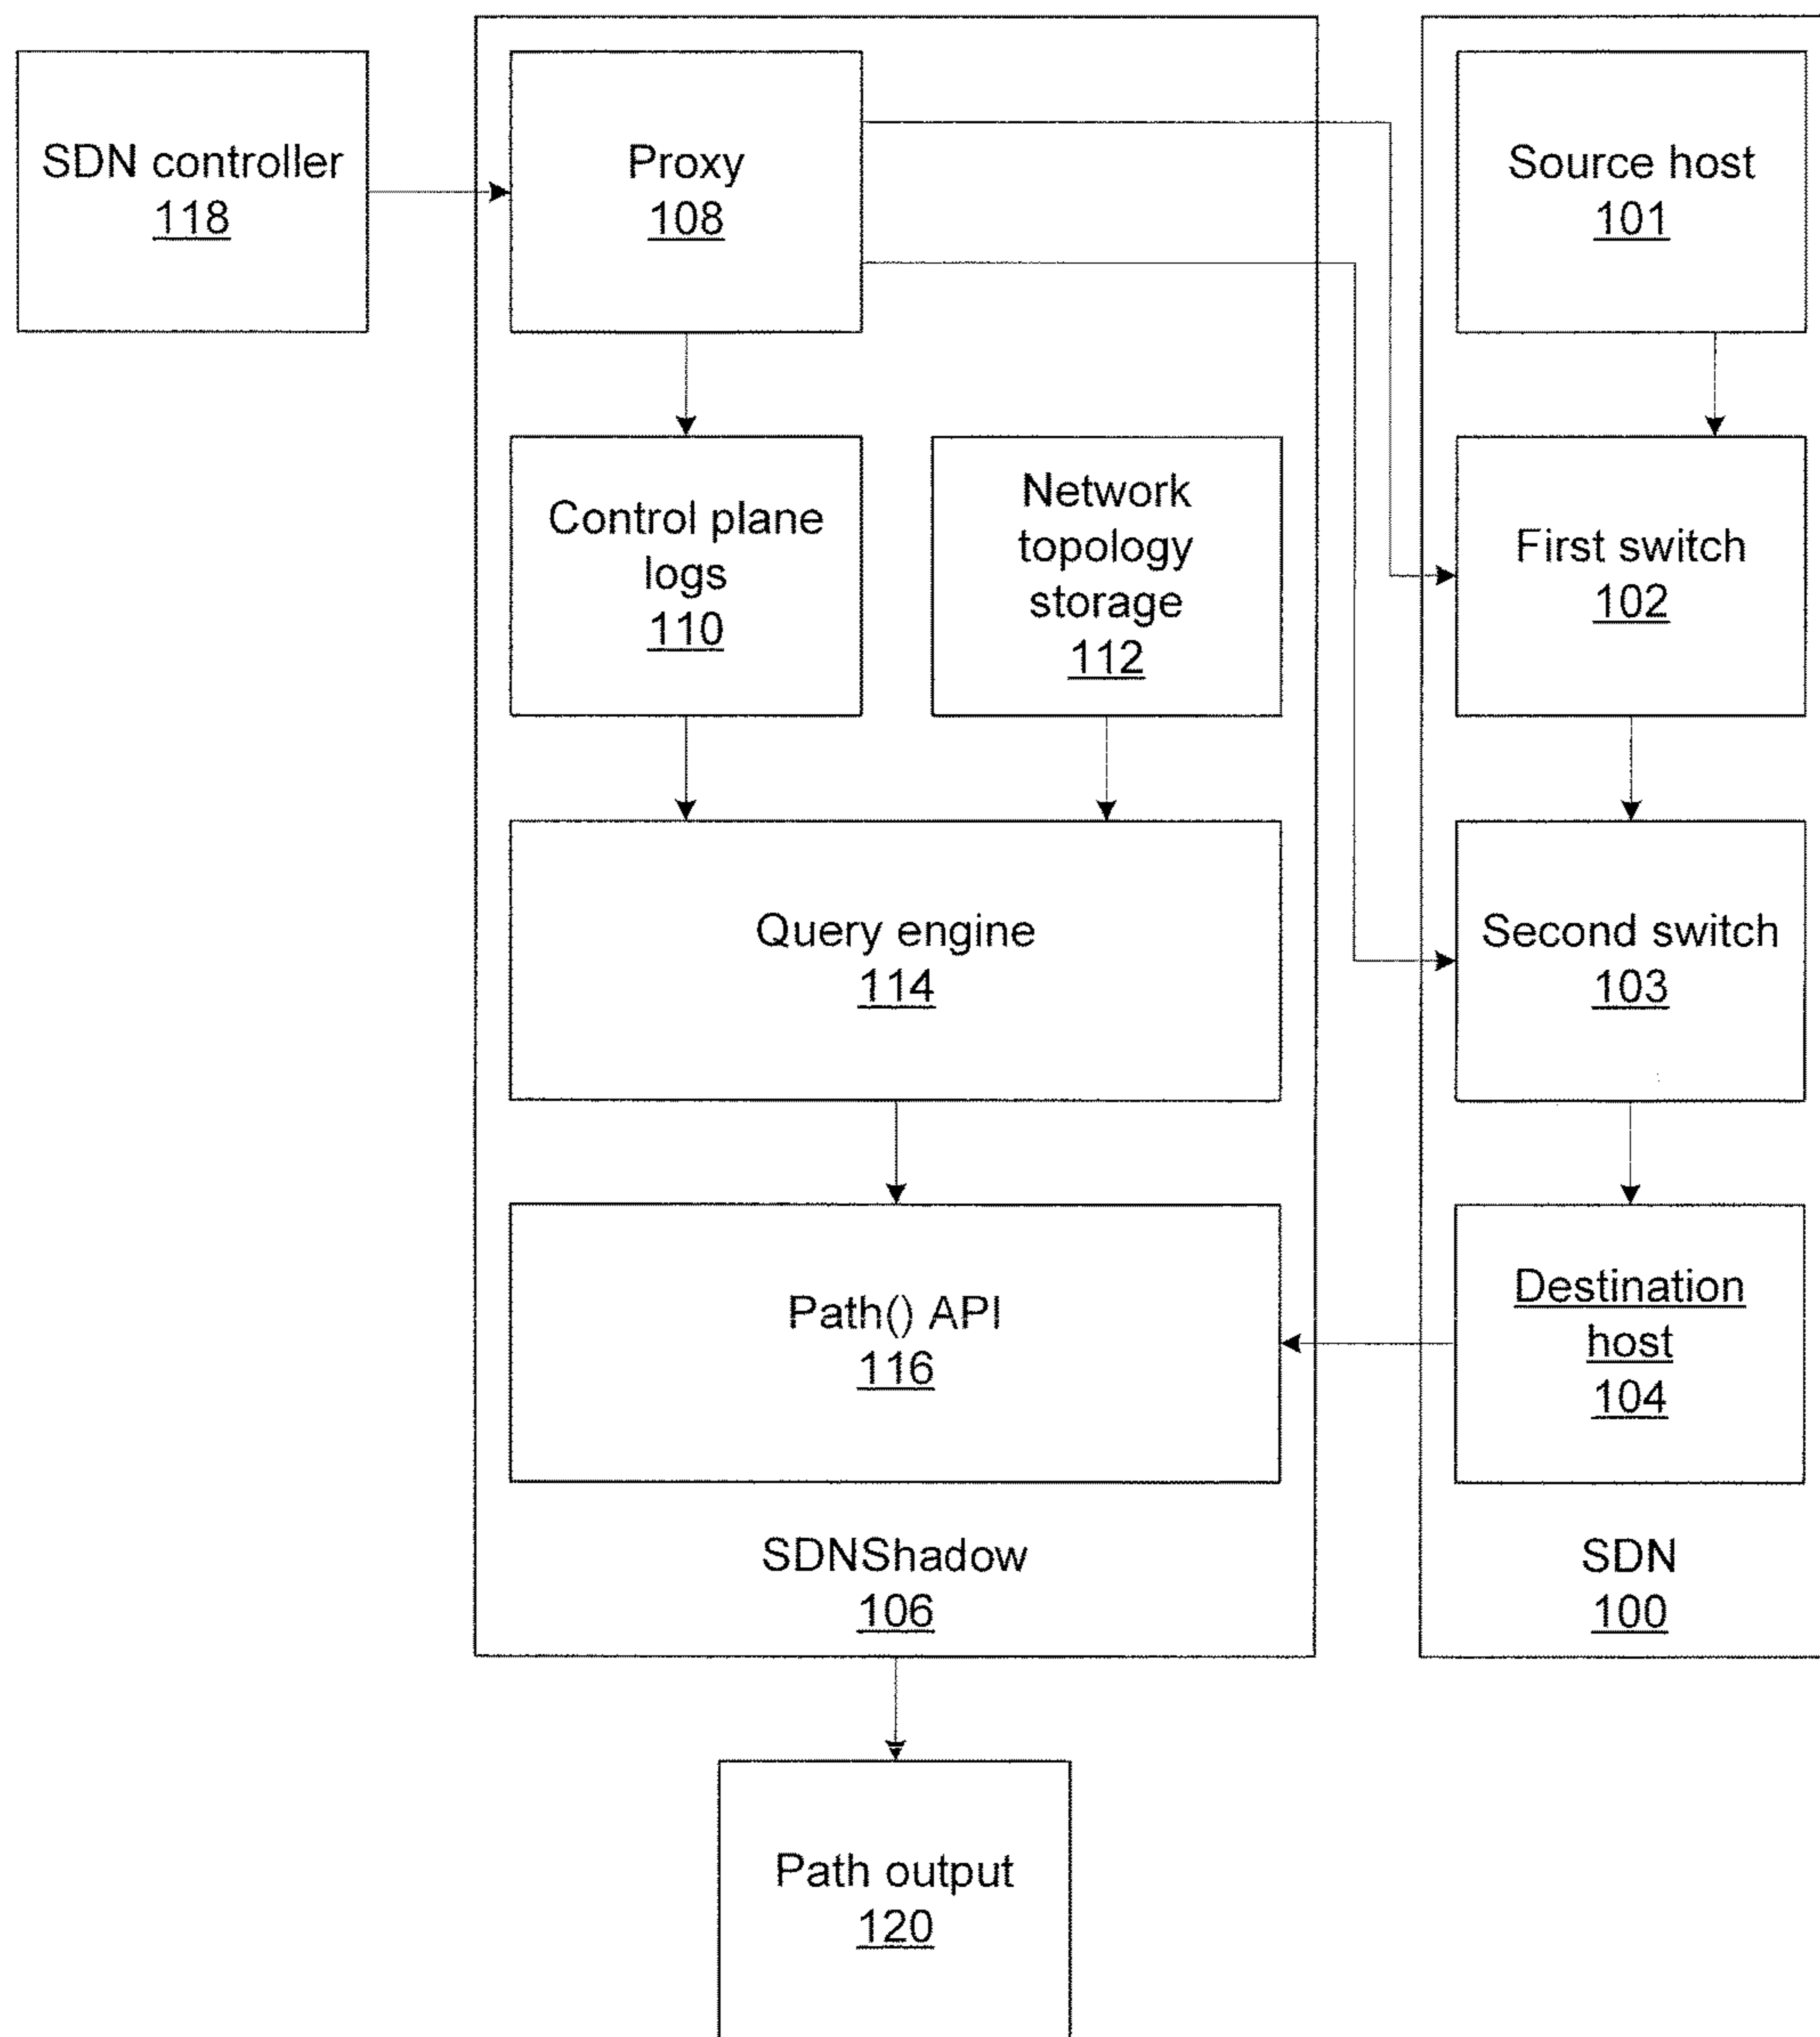 SDN controller
118
Proxy
108
Source host
101
Control plane
logs
110
Network
topology
storage
112
First switch
102
Query engine
114
Second switch
103
Path() API
116
Destination
host
104
SDNShadow
106
SDN
100
Path output
120